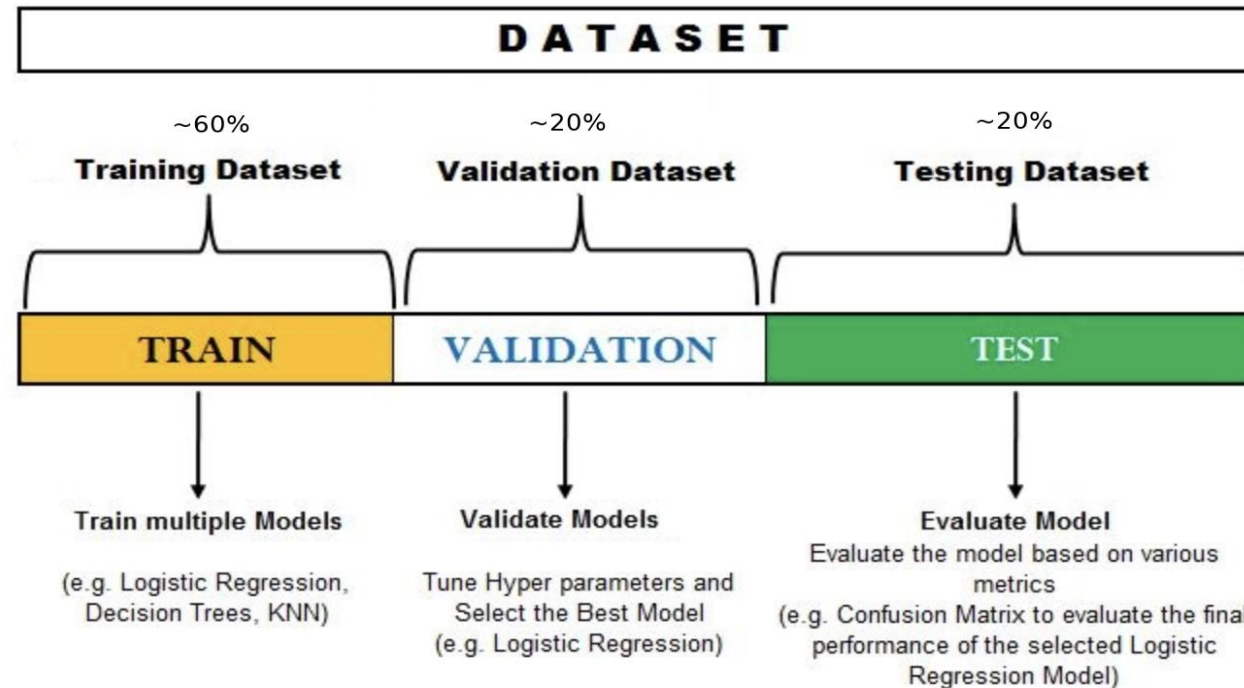 DATASET
~60%
~20%
~20%
Training Dataset
Validation Dataset
Testing Dataset
TRAIN
VALIDATION
TEST
Train multiple Models
(e.g. Logistic Regression,
Decision Trees, KNN)
Validate Models
Tune Hyper parameters and
Select the Best Model
(e.g. Logistic Regression)
Evaluate Model
Evaluate the model based on various
metrics
(e.g. Confusion Matrix to evaluate the final
performance of the selected Logistic
Regression Model)